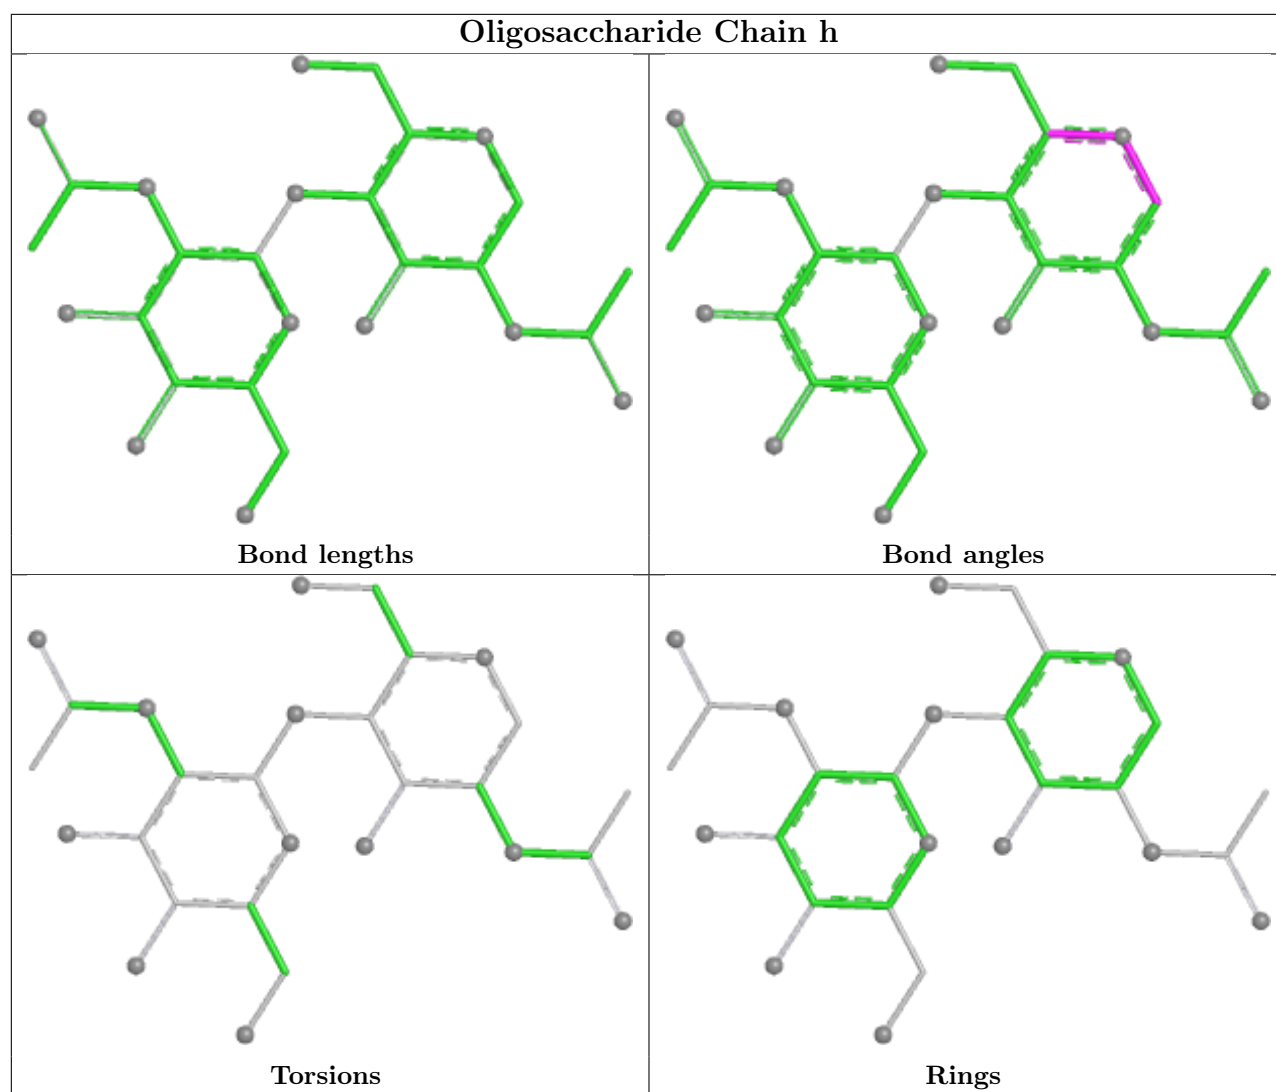 Oligosaccharide Chain h
Bond lengths
Bond angles
Torsions
Rings